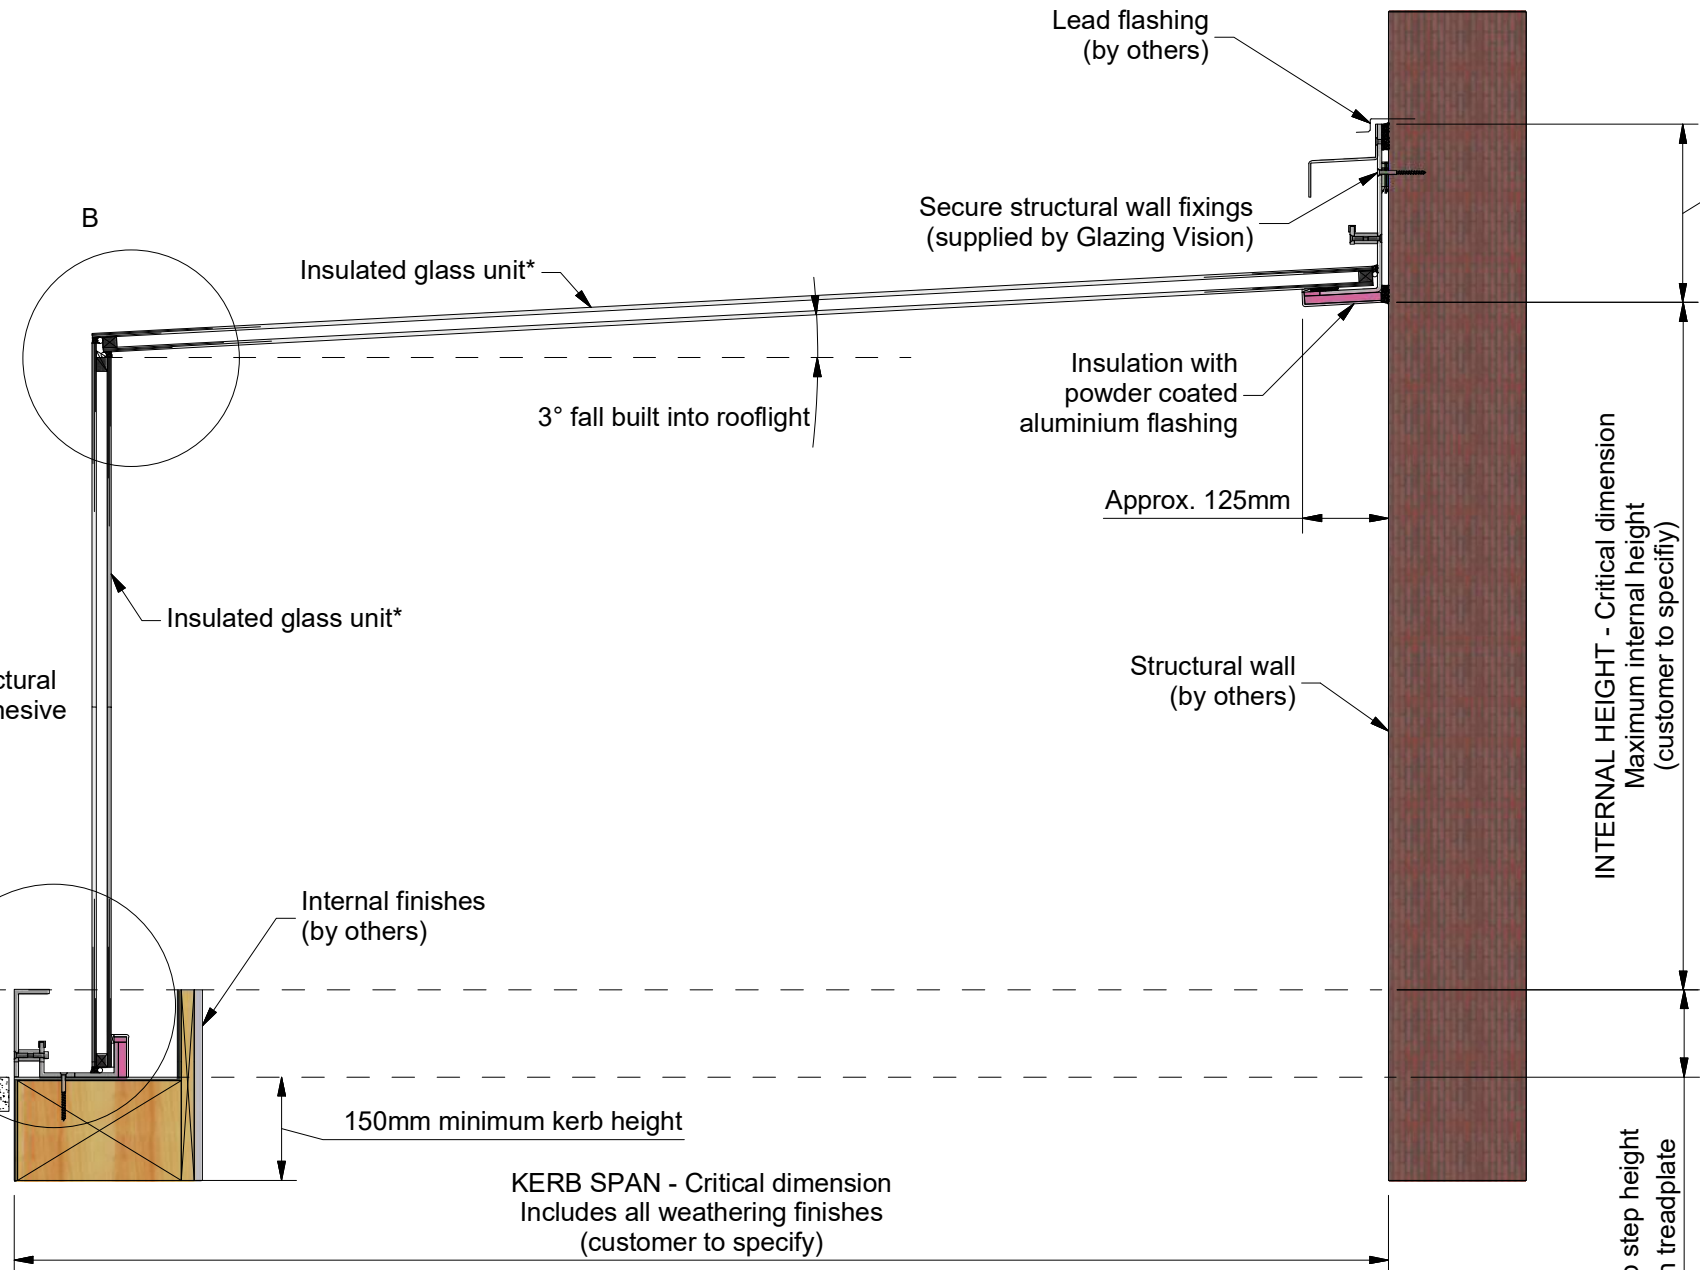 Lead flashing
(by others)
B
Secure structural wall fixings
(supplied by Glazing Vision)
Insulated glass unit*
Insulation with
powder coated
aluminium flashing
3° fall built into rooflight
Approx. 125mm
INTERNAL HEIGHT - Critical dimension
Maximum internal height
(customer to specifiy)
Insulated glass unit*
Structural wall
(by others)
ctural
hesive
Internal finishes
(by others)
150mm minimum kerb height
step height
treadplate
KERB SPAN - Critical dimension
Includes all weathering finishes
(customer to specify)